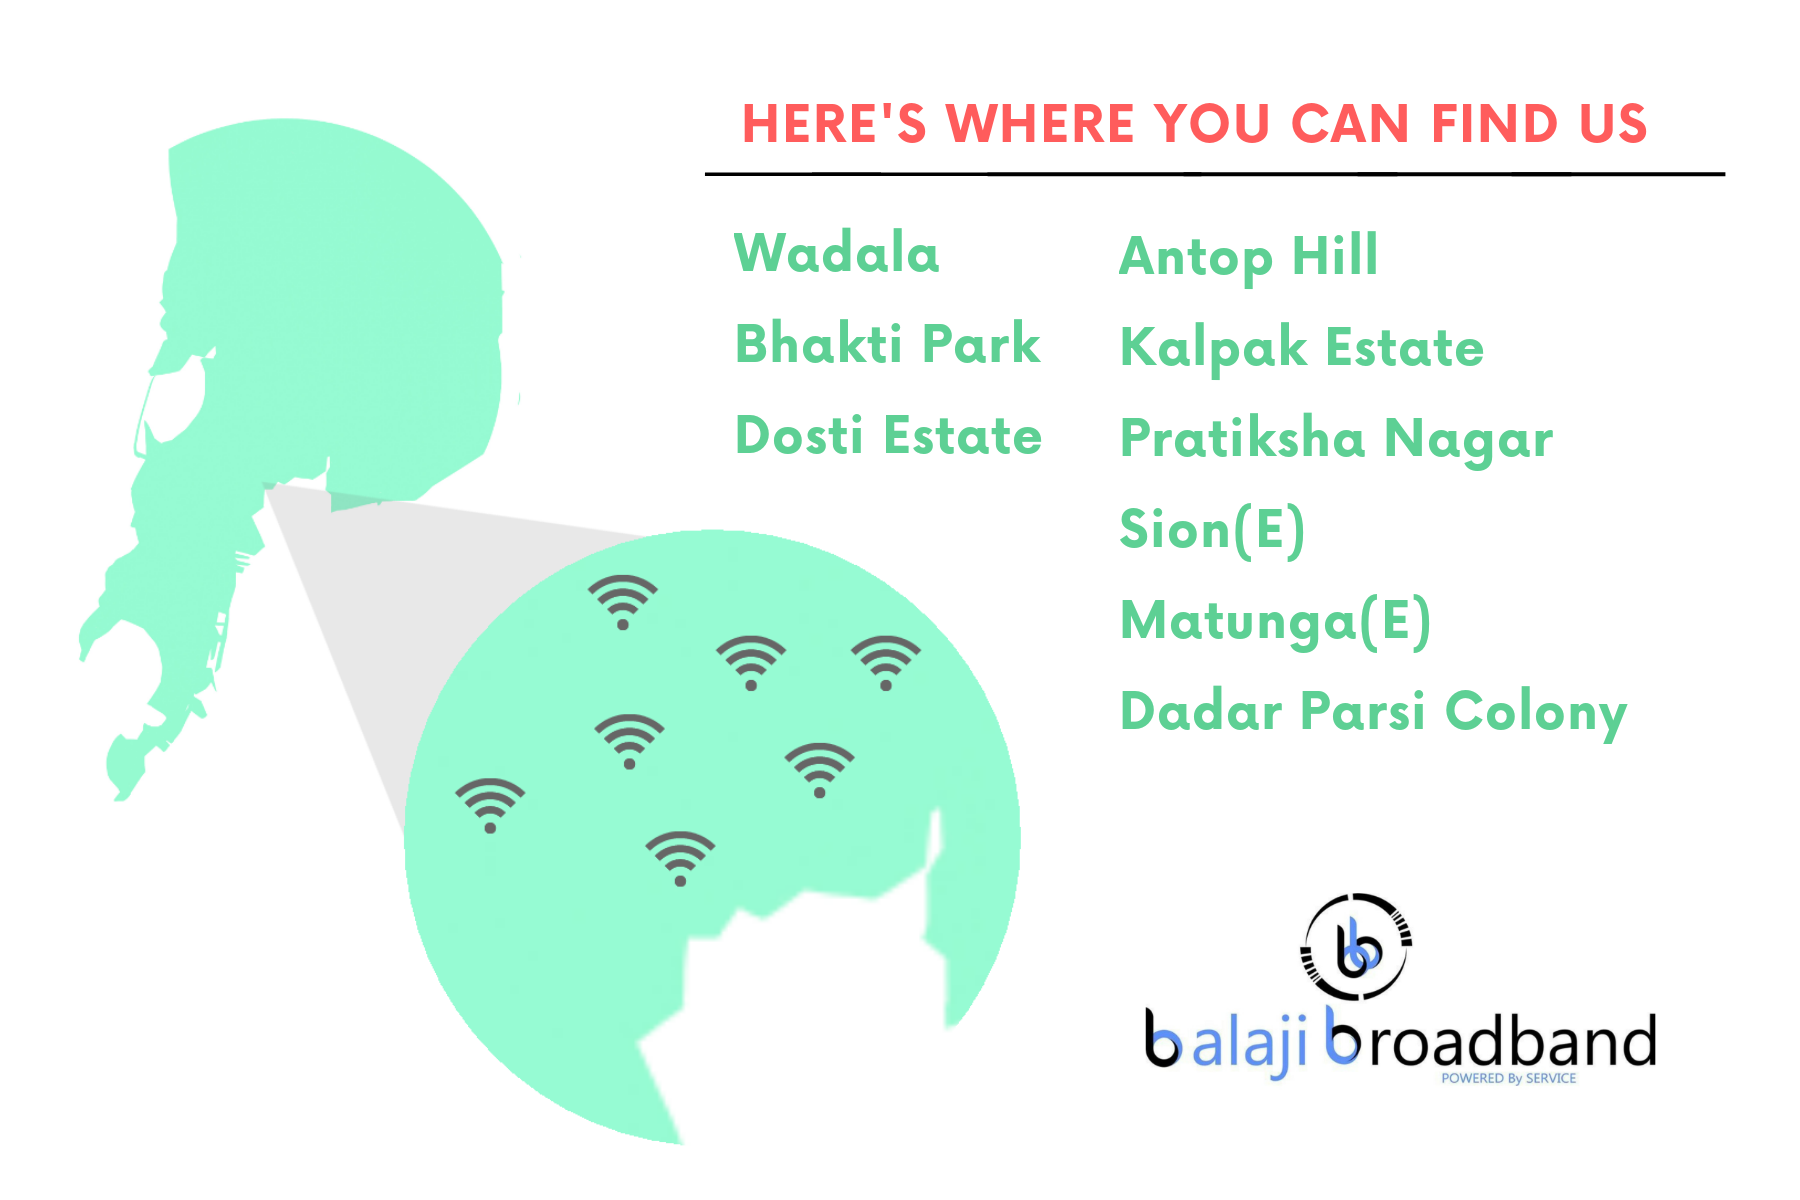 HERE'S WHERE YOU CAN FIND US
Wadala
Bhakti Park
Dosti Estate
Antop Hill
Kalpak Estate
Pratiksha Nagar
Sion(E)
Matunga(E)
Dadar Parsi Colony
bb
balaji broadband
POWERED By SERVICE